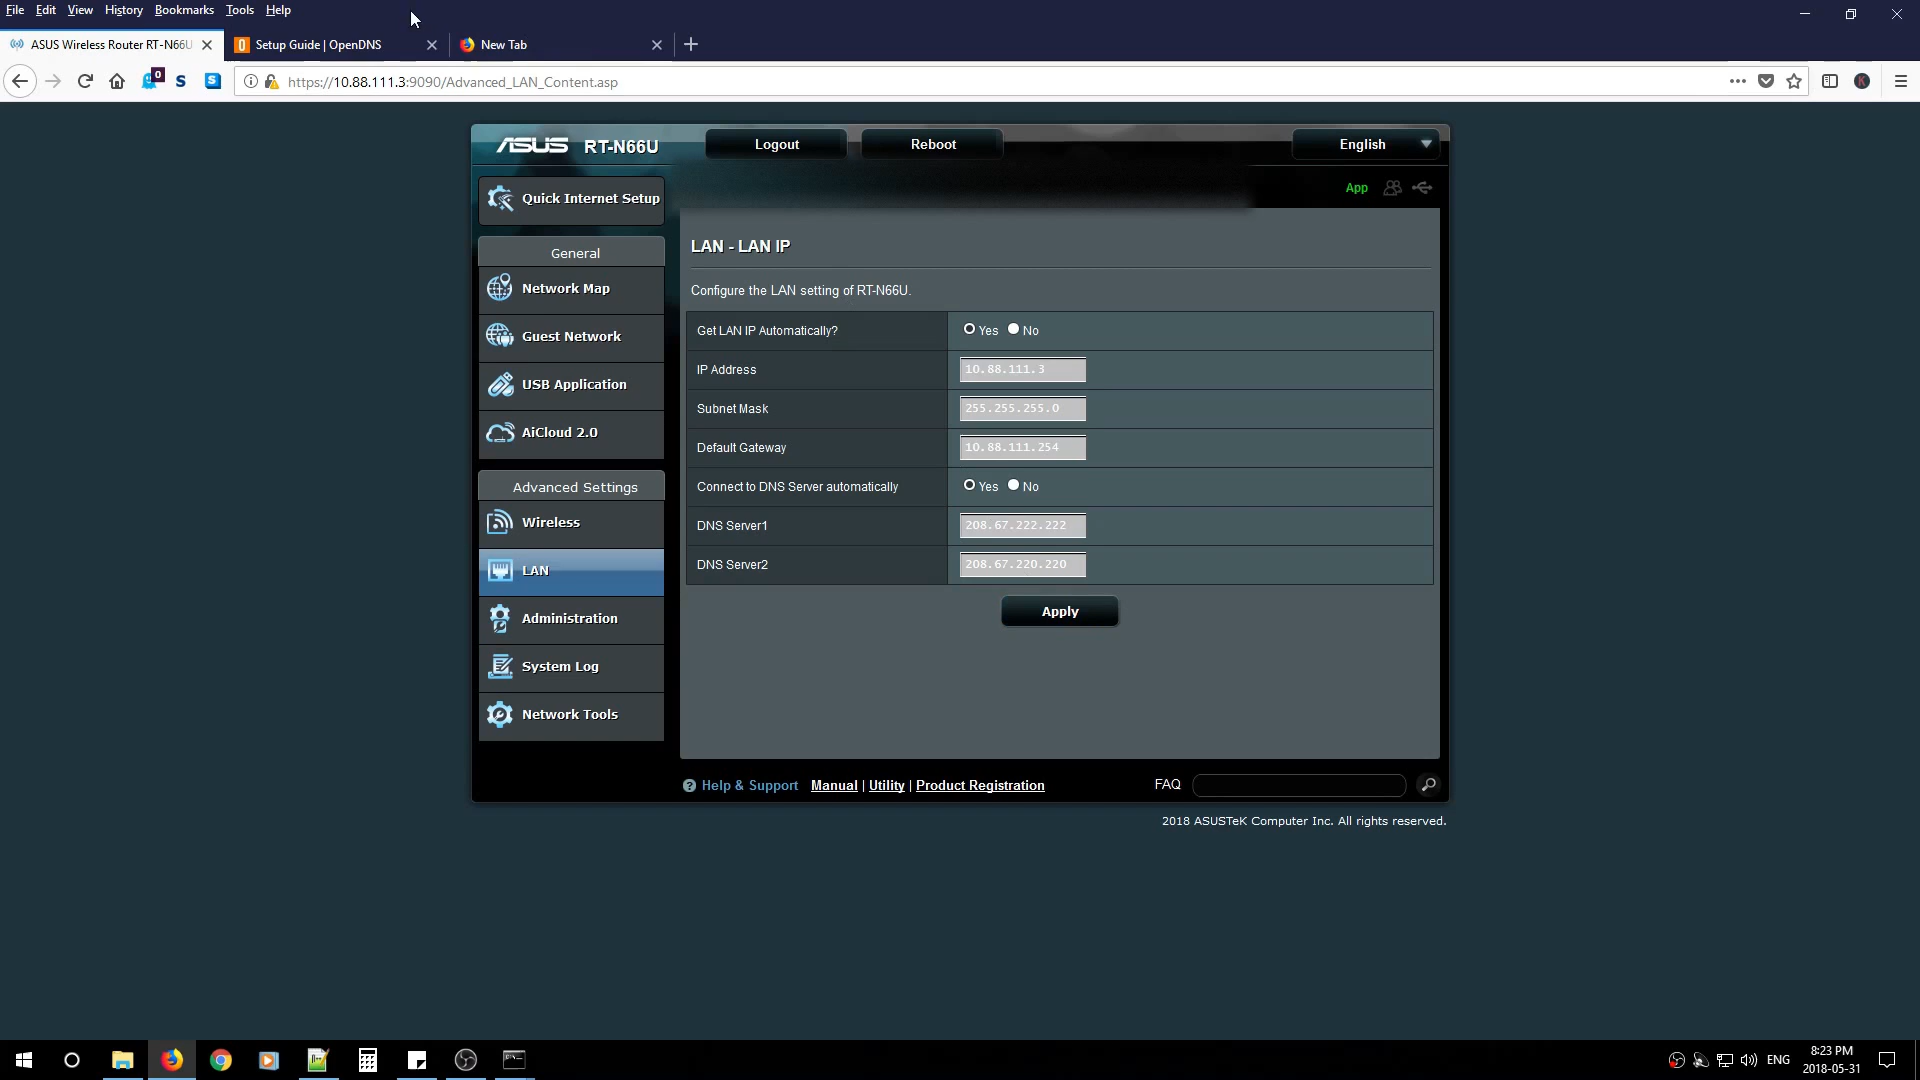 File Edit View History Bookmarks Tools Help
ASUS Wireless Router RT-N66U
Setup Guide | OpenDNS
New Tab
0
S
S
https://10.88.111.3:9090/Advanced_LAN_Content.asp
K
ASUS RT-N66U
Logout
Reboot
English
Quick Internet Setup
App
General
Network Map
Guest Network
USB Application
AiCloud 2.0
Advanced Settings
Wireless
LAN
Administration
System Log
Network Tools
LAN - LAN IP
Configure the LAN setting of RT-N66U.
Get LAN IP Automatically? Yes No
IP Address 10.88.111.3
Subnet Mask 255.255.255.0
Default Gateway 10.88.111.254
Connect to DNS Server automatically Yes No
DNS Server1 208.67.222.222
DNS Server2 208.67.220.220
Apply
? Help & Support Manual | Utility | Product Registration FAQ
2018 ASUSTeK Computer Inc. All rights reserved.
ENG
8:23 PM
2018-05-31